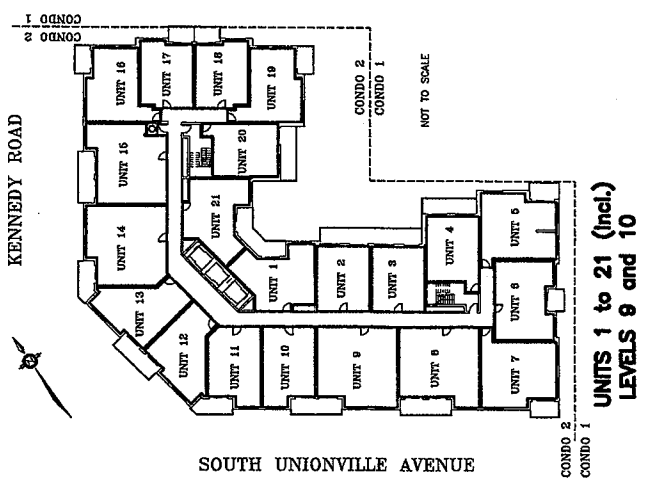 CONDO 1
CONDO 2
UNIT 16
UNIT 17
UNIT 18
UNIT 19
CONDO 2
CONDO 1
NOT TO SCALE
KENNEDY ROAD
UNIT 15
UNIT 20
UNIT 14
UNIT 21
UNIT 13
UNIT 1
UNIT 2
UNIT 3
UNIT 4
UNIT 5
UNIT 6
UNIT 12
UNIT 11
UNIT 10
UNIT 9
UNIT 8
UNIT 7
UNITS 1 to 21 (Incl.)
LEVELS 9 and 10
CONDO 2
CONDO 1
SOUTH UNIONVILLE AVENUE